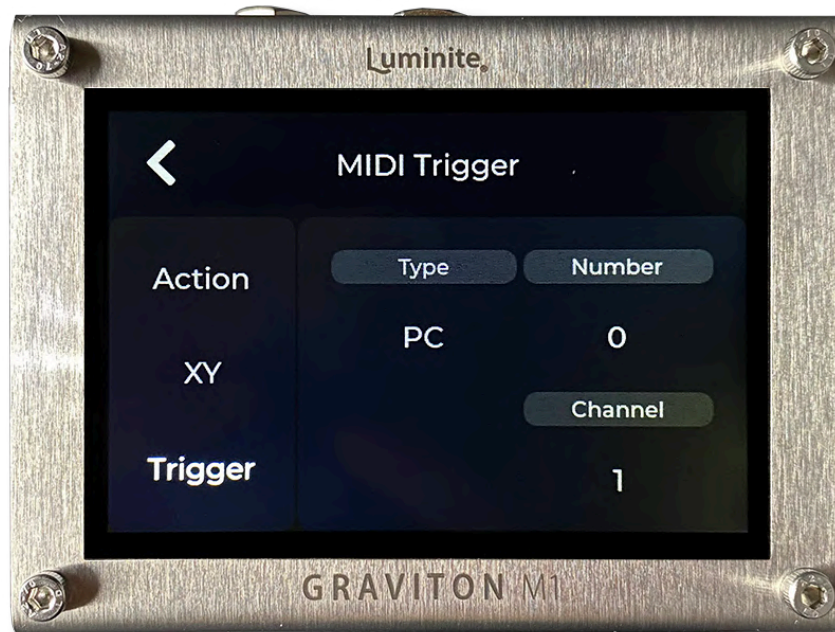 Luminite
MIDI Trigger
Action
Type
Number
PC
0
XY
Channel
Trigger
1
GRAVITON M1